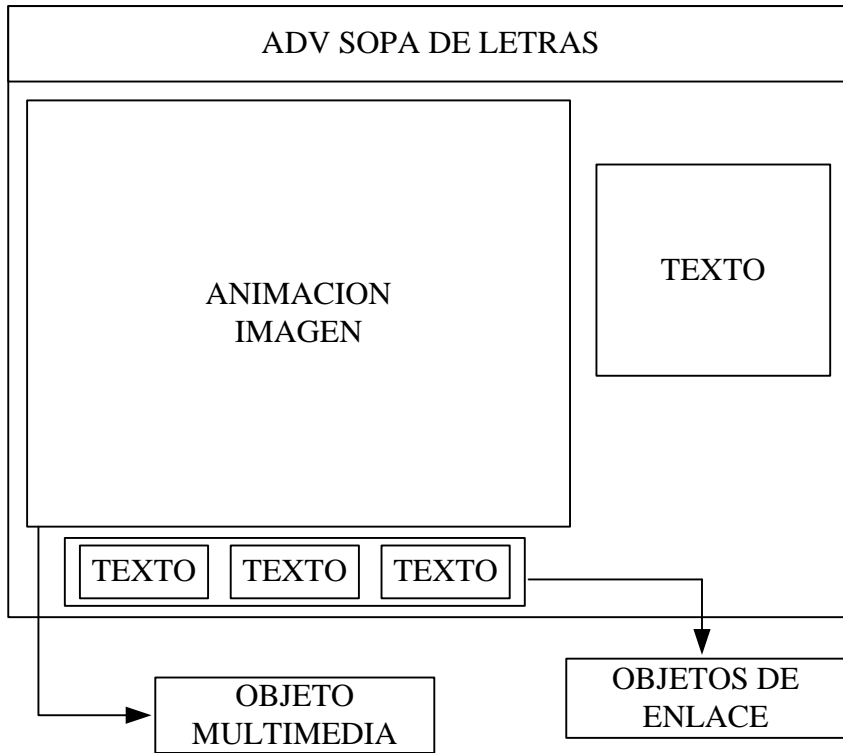 ADV SOPA DE LETRAS
ANIMACION
IMAGEN
TEXTO
TEXTO
TEXTO
TEXTO
OBJETO
MULTIMEDIA
OBJETOS DE
ENLACE